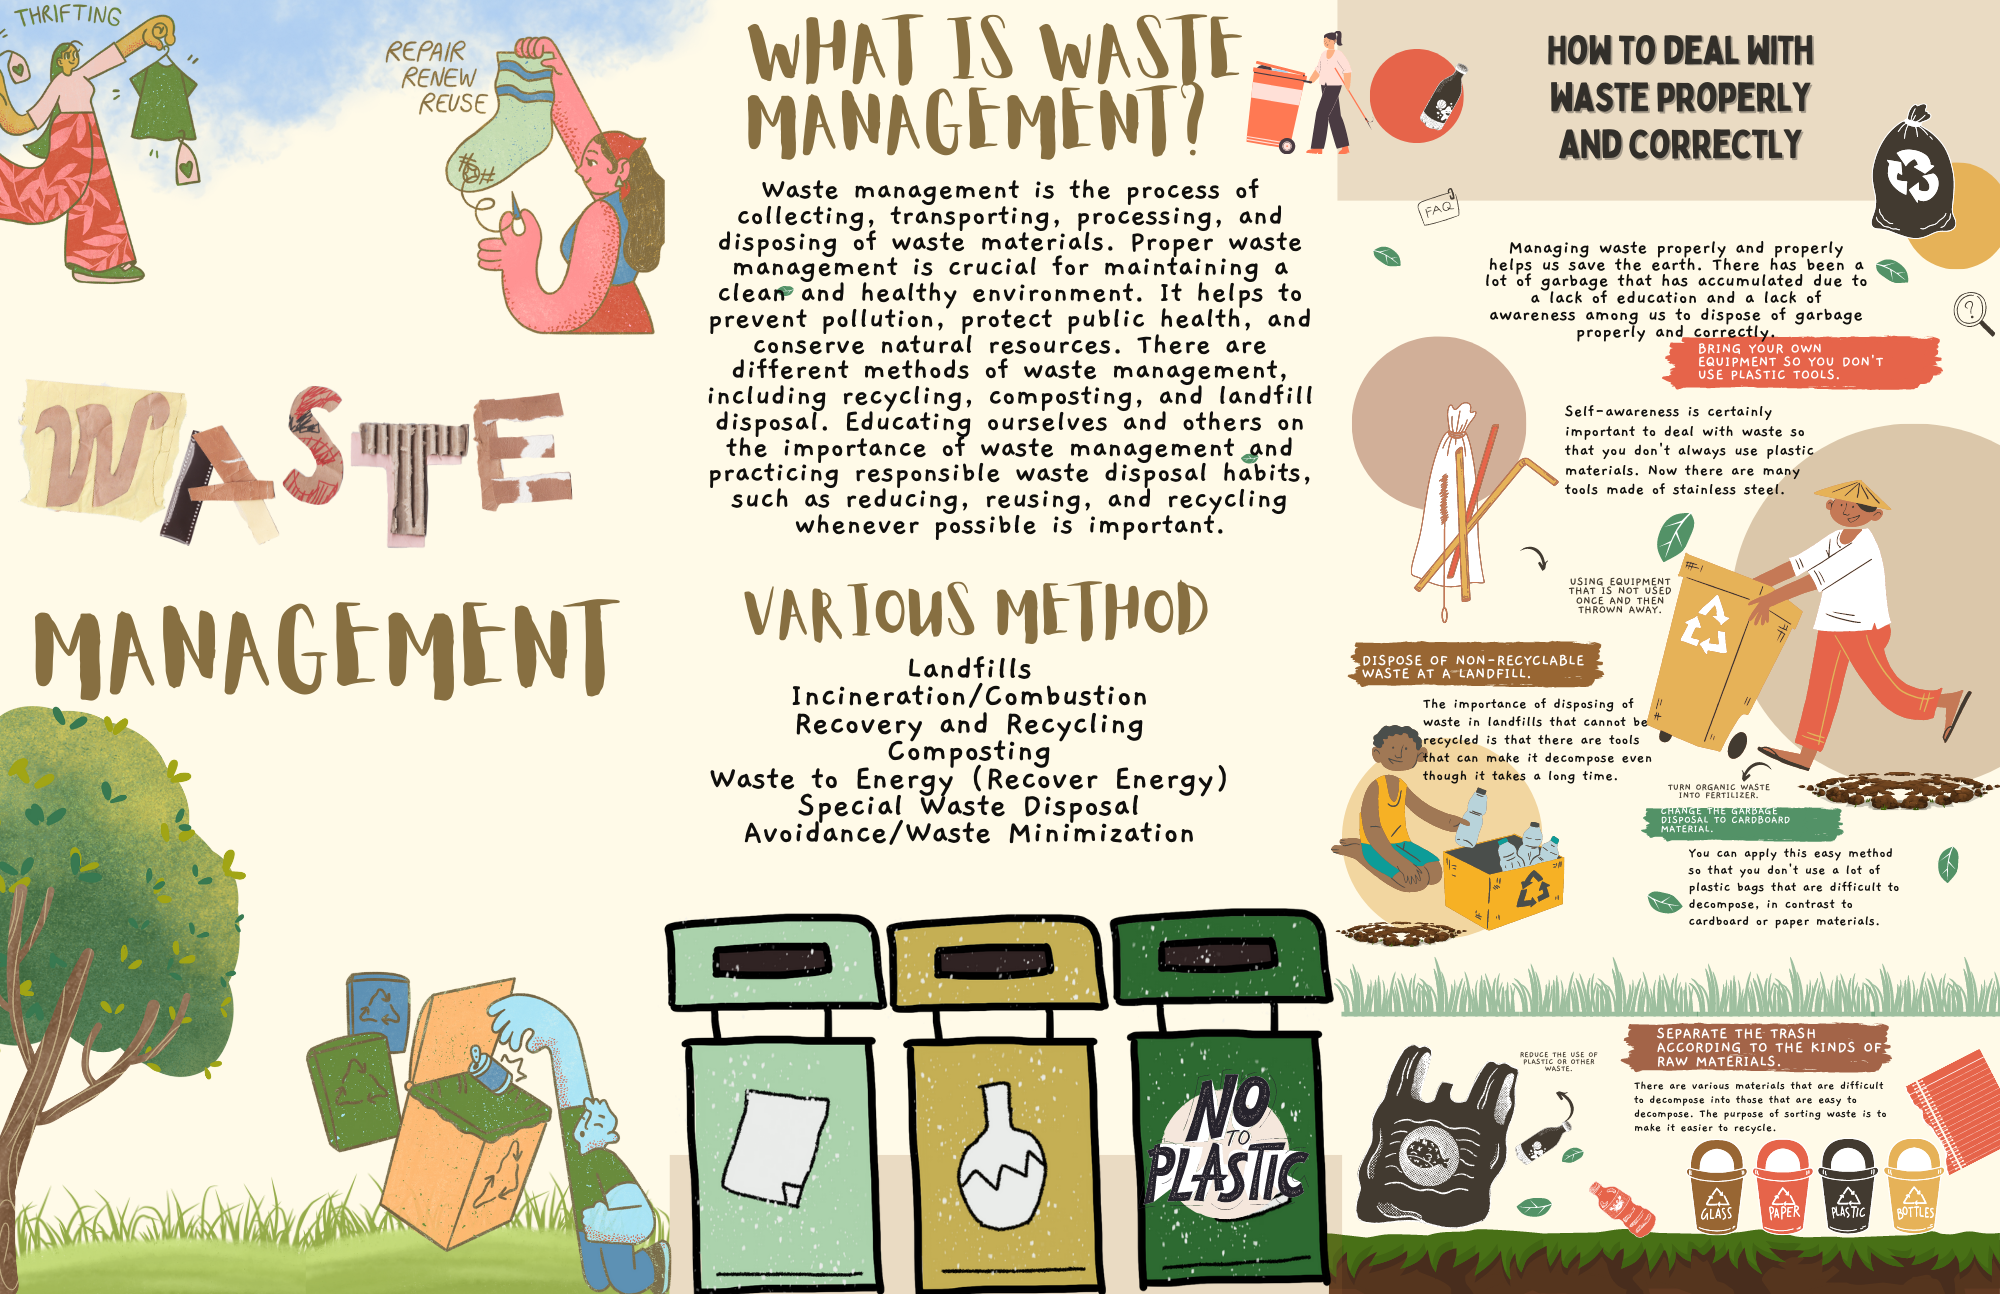 THRIFTING
REPAIR
RENEW
REUSE
WASTE
MANAGEMENT
WHAT IS WASTE
MANAGEMENT?
Waste management is the process of
collecting, transporting, processing, and
disposing of waste materials. Proper waste
management is crucial for maintaining a
clean and healthy environment. It helps to
prevent pollution, protect public health, and
conserve natural resources. There are
different methods of waste management,
including recycling, composting, and landfill
disposal. Educating ourselves and others on
the importance of waste management and
practicing responsible waste disposal habits,
such as reducing, reusing, and recycling
whenever possible is important.
VARIOUS METHOD
Landfills
Incineration/Combustion
Recovery and Recycling
Composting
Waste to Energy (Recover Energy)
Special Waste Disposal
Avoidance/Waste Minimization
NO
TO
PLASTIC
HOW TO DEAL WITH
WASTE PROPERLY
AND CORRECTLY
FAQ
Managing waste properly and properly
helps us save the earth. There has been a
lot of garbage that has accumulated due to
a lack of education and a lack of
awareness among us to dispose of garbage
properly and correctly.
BRING YOUR OWN
EQUIPMENT SO YOU DON'T
USE PLASTIC TOOLS.
Self-awareness is certainly
important to deal with waste so
that you don't always use plastic
materials. Now there are many
tools made of stainless steel.
USING EQUIPMENT
THAT IS NOT USED
ONCE AND THEN
THROWN AWAY.
DISPOSE OF NON-RECYCLABLE
WASTE AT A LANDFILL.
The importance of disposing of
waste in landfills that cannot be
recycled is that there are tools
that can make it decompose even
though it takes a long time.
TURN ORGANIC WASTE
INTO FERTILIZER.
CHANGE THE GARBAGE
DISPOSAL TO CARDBOARD
MATERIAL.
You can apply this easy method
so that you don't use a lot of
plastic bags that are difficult to
decompose, in contrast to
cardboard or paper materials.
SEPARATE THE TRASH
ACCORDING TO THE KINDS OF
RAW MATERIALS.
REDUCE THE USE OF
PLASTIC OR OTHER
WASTE.
There are various materials that are difficult
to decompose into those that are easy to
decompose. The purpose of sorting waste is to
make it easier to recycle.
GLASS
PAPER
PLASTIC
BOTTLES